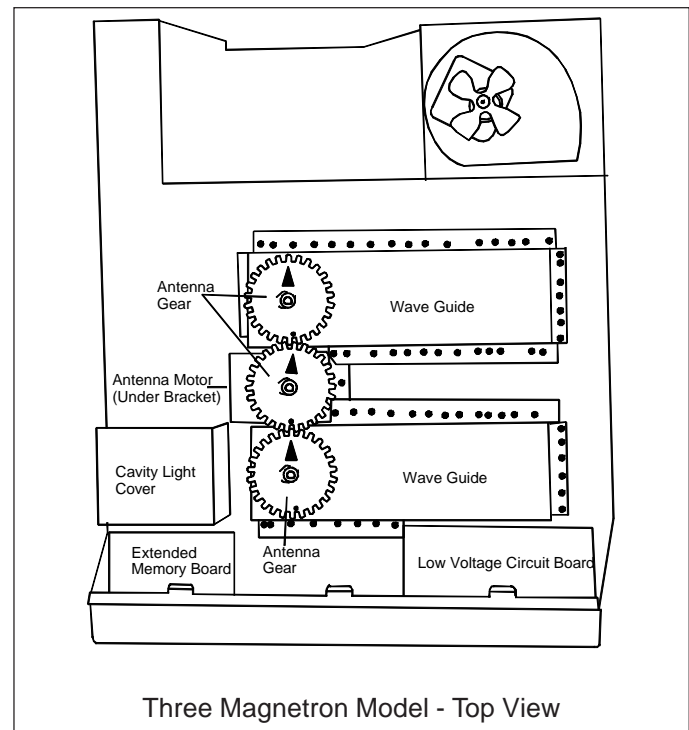 Antenna
Gear
Wave Guide
Antenna Motor
(Under Bracket)
Cavity Light
Cover
Wave Guide
Extended
Memory Board
Antenna
Gear
Low Voltage Circuit Board
Three Magnetron Model - Top View